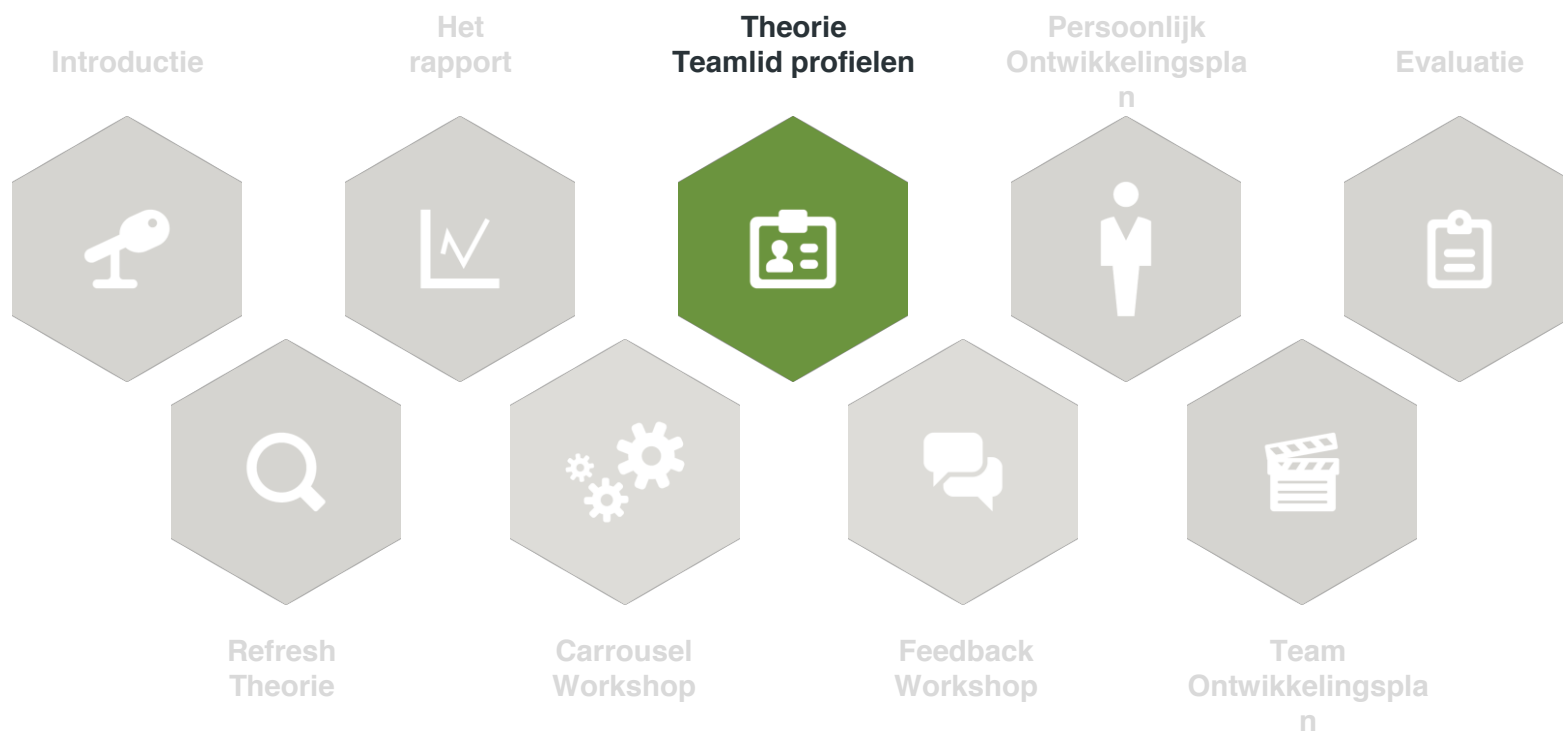 Introductie
Het
rapport
Theorie
Teamlid profielen
Persoonlijk
Ontwikkelingspla
n
Evaluatie
Refresh
Theorie
Carrousel
Workshop
Feedback
Workshop
Team
Ontwikkelingspla
n